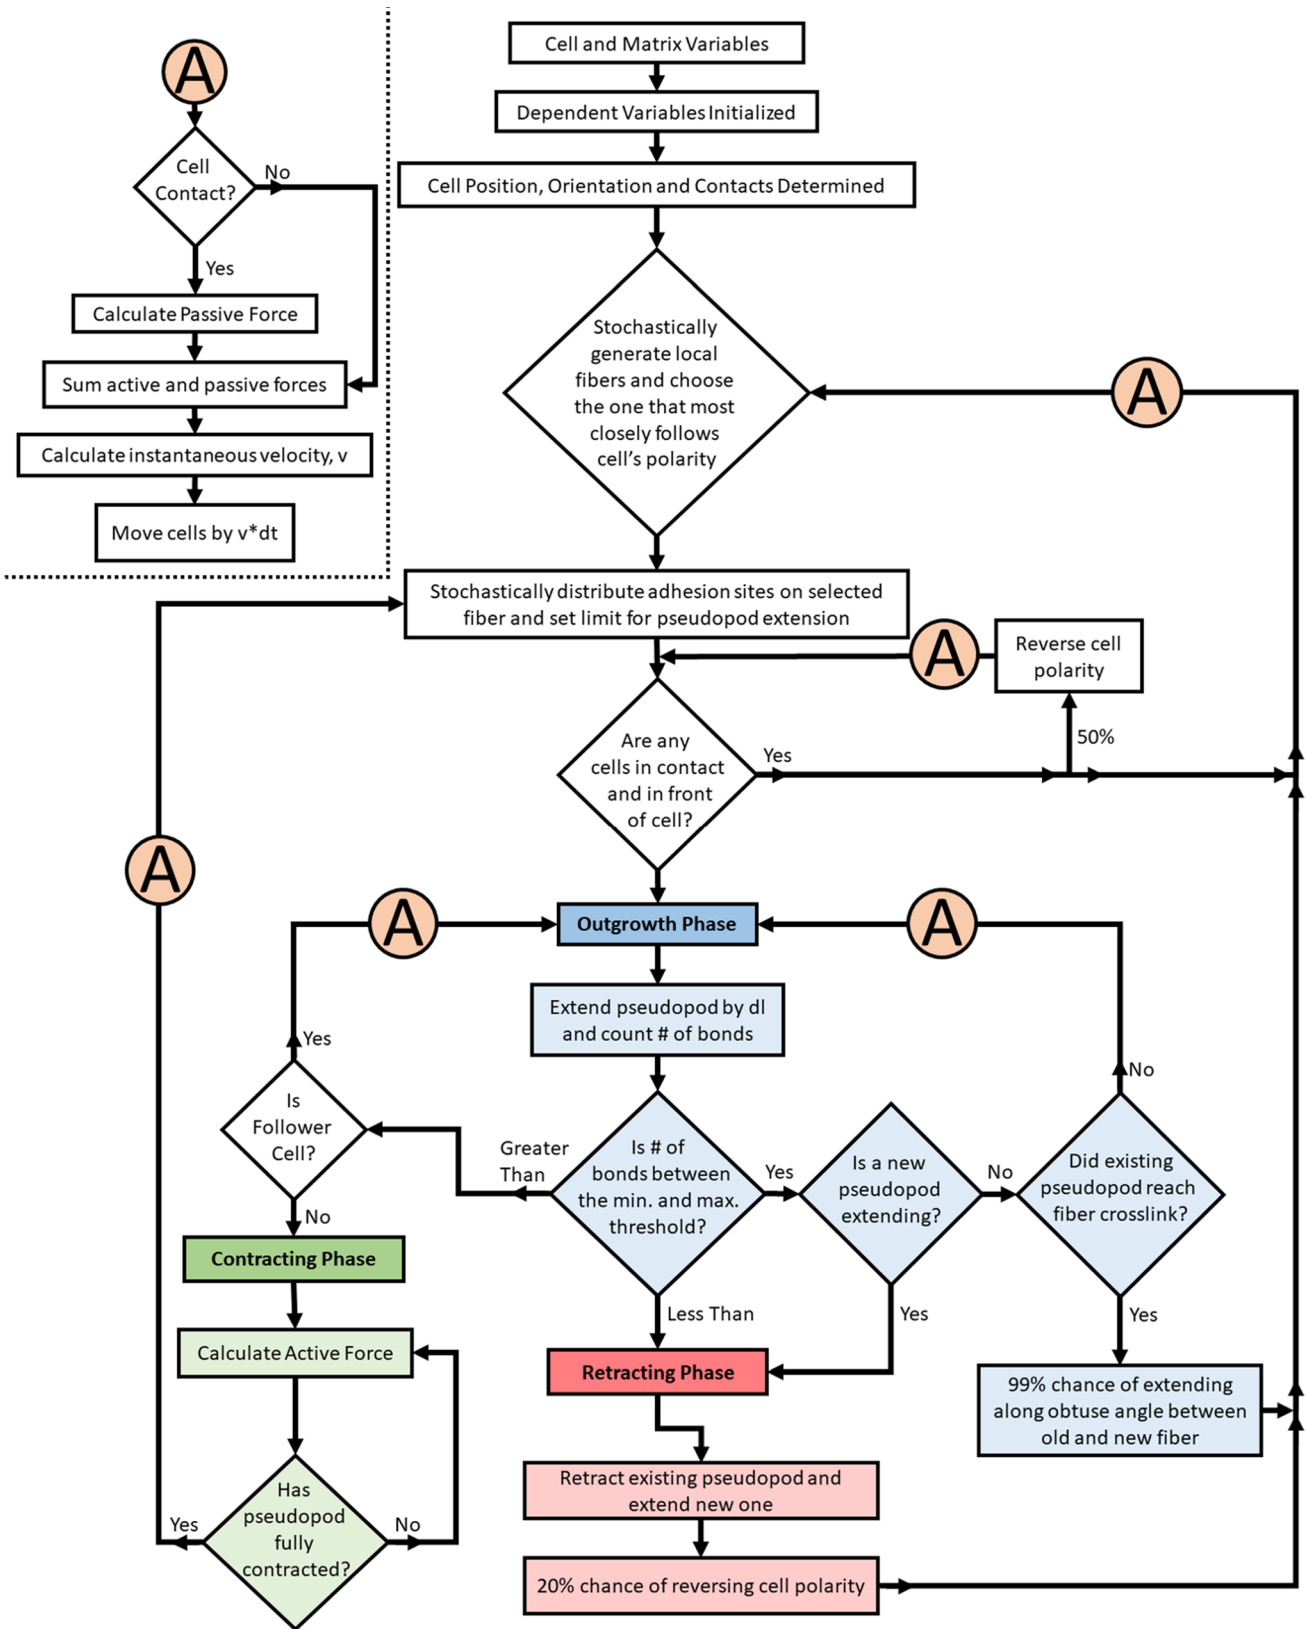 A
Cell
Contact?
No
Yes
Calculate Passive Force
Sum active and passive forces
Calculate instantaneous velocity, v
Move cells by v*dt
Cell and Matrix Variables
Dependent Variables Initialized
Cell Position, Orientation and Contacts Determined
Stochastically
generate local
fibers and choose
the one that most
closely follows
cell's polarity
A
Stochastically distribute adhesion sites on selected
fiber and set limit for pseudopod extension
A
Reverse cell
polarity
50%
Are any
cells in contact
and in front
of cell?
Yes
A
A
Outgrowth Phase
A
Extend pseudopod by dl
and count # of bonds
Yes
Is
Follower
Cell?
No
Greater
Than
Is # of
bonds between
the min. and max.
threshold?
Yes
Is a new
pseudopod
extending?
No
Did existing
pseudopod reach
fiber crosslink?
No
Contracting Phase
Less Than
Yes
Yes
Calculate Active Force
Retracting Phase
99% chance of extending
along obtuse angle between
old and new fiber
Has
pseudopod
fully
contracted?
Yes
No
Retract existing pseudopod and
extend new one
20% chance of reversing cell polarity